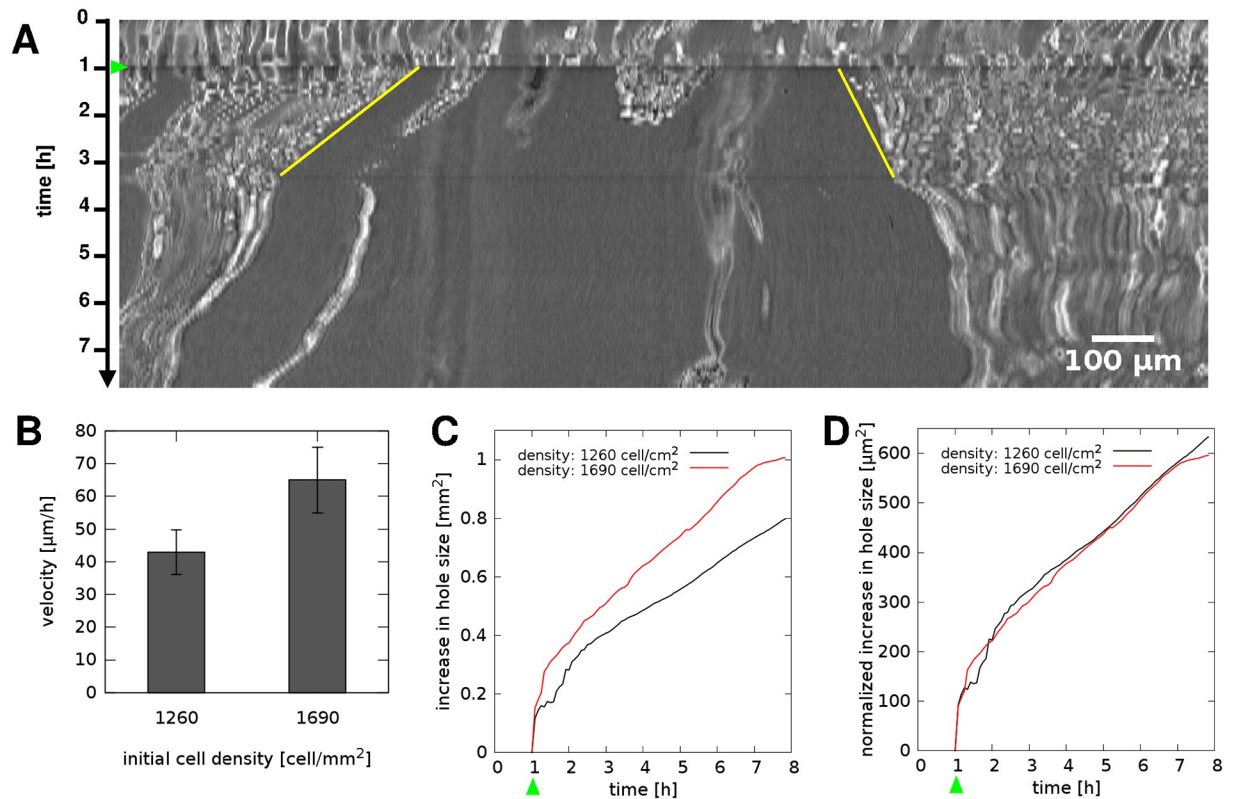 A
0
1
2
3
4
5
6
7
time [h]
100 µm
B
80
70
60
50
40
30
20
10
0
velocity [µm/h]
1260 1690
initial cell density [cell/mm²]
C
1
0.8
0.6
0.4
0.2
0
increase in hole size [mm²]
density: 1260 cell/cm²
density: 1690 cell/cm²
0 1 2 3 4 5 6 7 8
time [h]
D
600
500
400
300
200
100
0
normalized increase in hole size [µm²]
density: 1260 cell/cm²
density: 1690 cell/cm²
0 1 2 3 4 5 6 7 8
time [h]